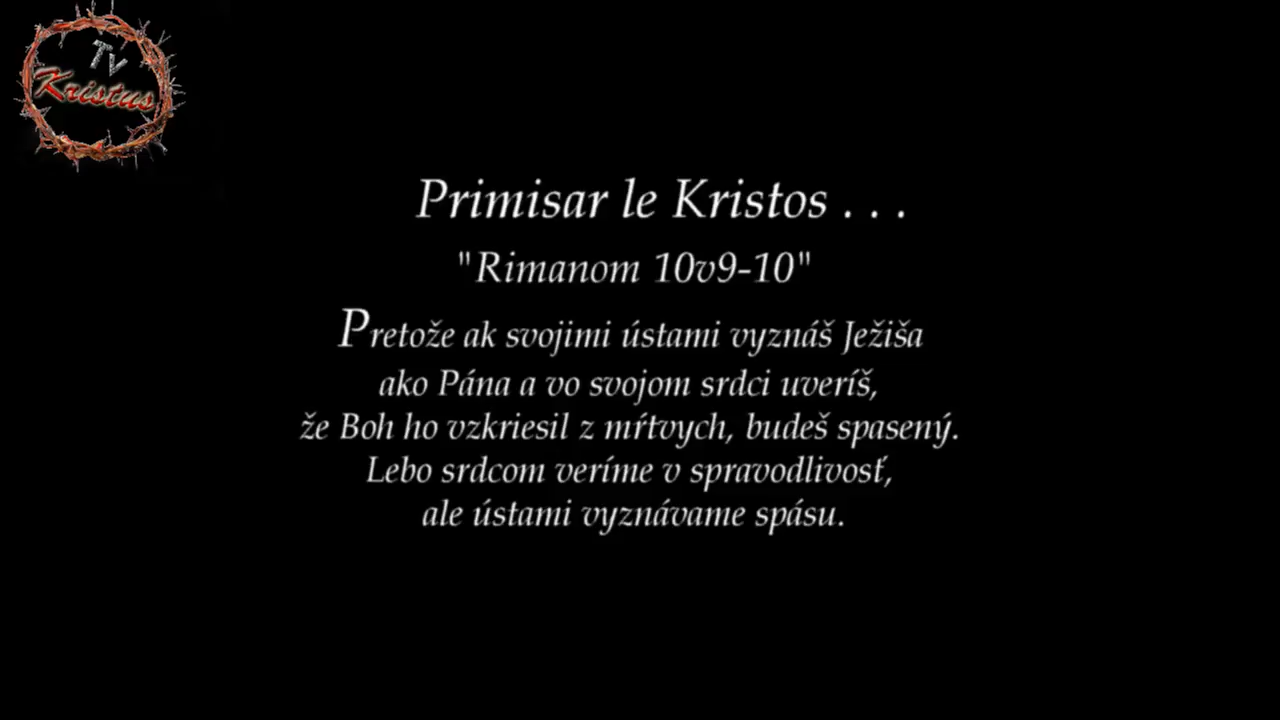 Tv
Kristus
Primisar le Kristos . . .
"Rimanom 10v9-10"
Pretože ak svojimi ústami vyznáš Ježiša
ako Pána a vo svojom srdci uveríš,
že Boh ho vzkriesil z mŕtvych, budeš spasený.
Lebo srdcom veríme v spravodlivosť,
ale ústami vyznávame spásu.